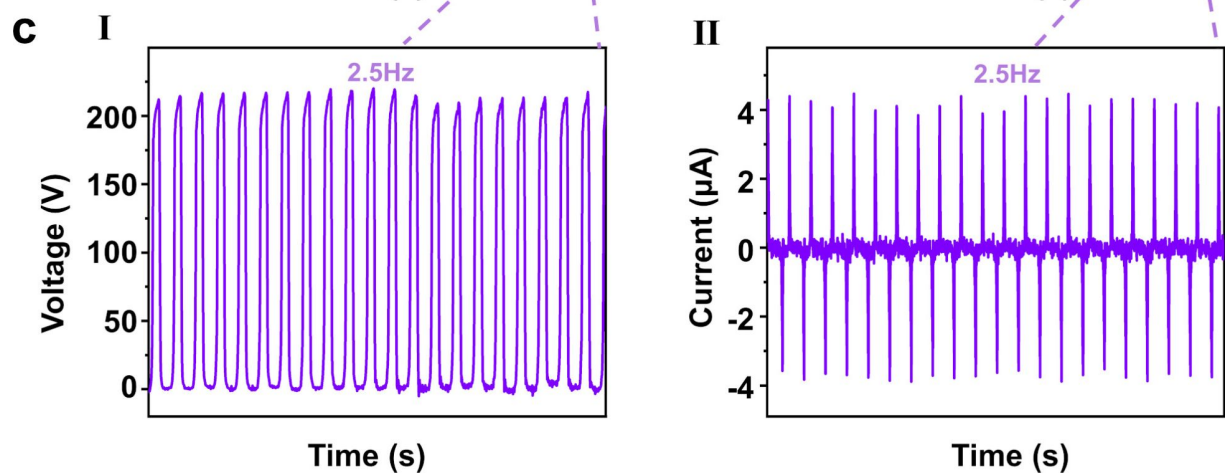 c I II
2.5Hz
200
150
100
50
0
Voltage (V)
Time (s)
2.5Hz
4
2
0
-2
-4
Current (μA)
Time (s)